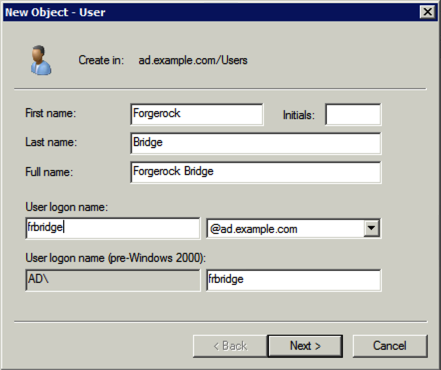 New Object - User
Create in: ad.example.com/Users
First name: Forgerock Initials:
Last name: Bridge
Full name: Forgerock Bridge
User logon name:
frbridge @ad.example.com
User logon name (pre-Windows 2000):
AD\ frbridge
< Back Next > Cancel